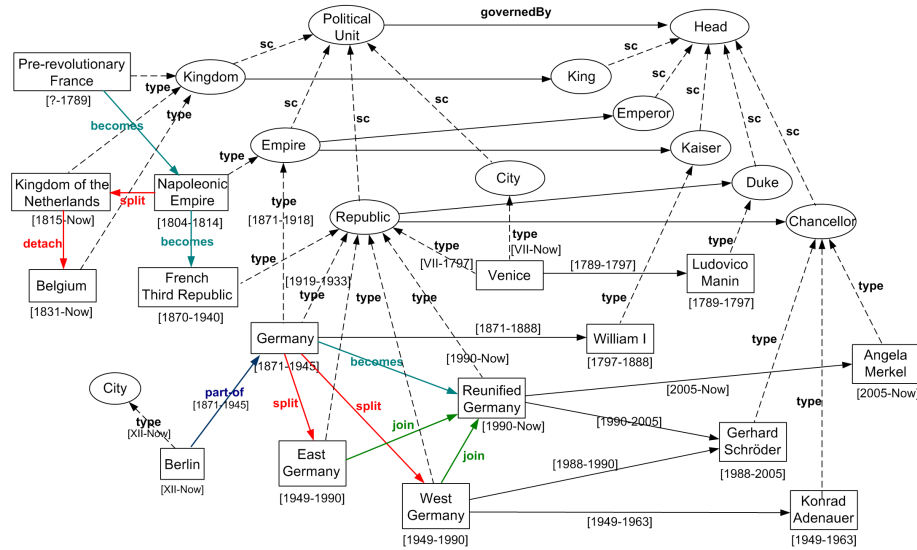 Political
Unit
governedBy
Head
sc
sc
sc
Pre-revolutionary
France
[?-1789]
type
Kingdom
King
sc
sc
sc
becomes
type
Emperor
sc
sc
Empire
Kaiser
type
City
Duke
Kingdom of the
Netherlands
[1815-Now]
split
Napoleonic
Empire
[1804-1814]
type
[1871-1918]
Republic
Chancellor
detach
becomes
type
[VII-1797]
type
[VII-Now]
type
Belgium
[1831-Now]
French
Third Republic
[1870-1940]
[1919-1933]
type
type
Venice
[1789-1797]
Ludovico
Manin
[1789-1797]
type
type
type
Germany
[1871-1945]
[1871-1888]
William I
[1797-1888]
[1990-Now]
becomes
type
Angela
Merkel
[2005-Now]
City
part-of
[1871-1945]
split
split
Reunified
Germany
[1990-Now]
[2005-Now]
type
type
[XII-Now]
join
[1990-2005]
Berlin
[XII-Now]
East
Germany
[1949-1990]
join
[1988-1990]
Gerhard
Schröder
[1988-2005]
West
Germany
[1949-1990]
[1949-1963]
Konrad
Adenauer
[1949-1963]